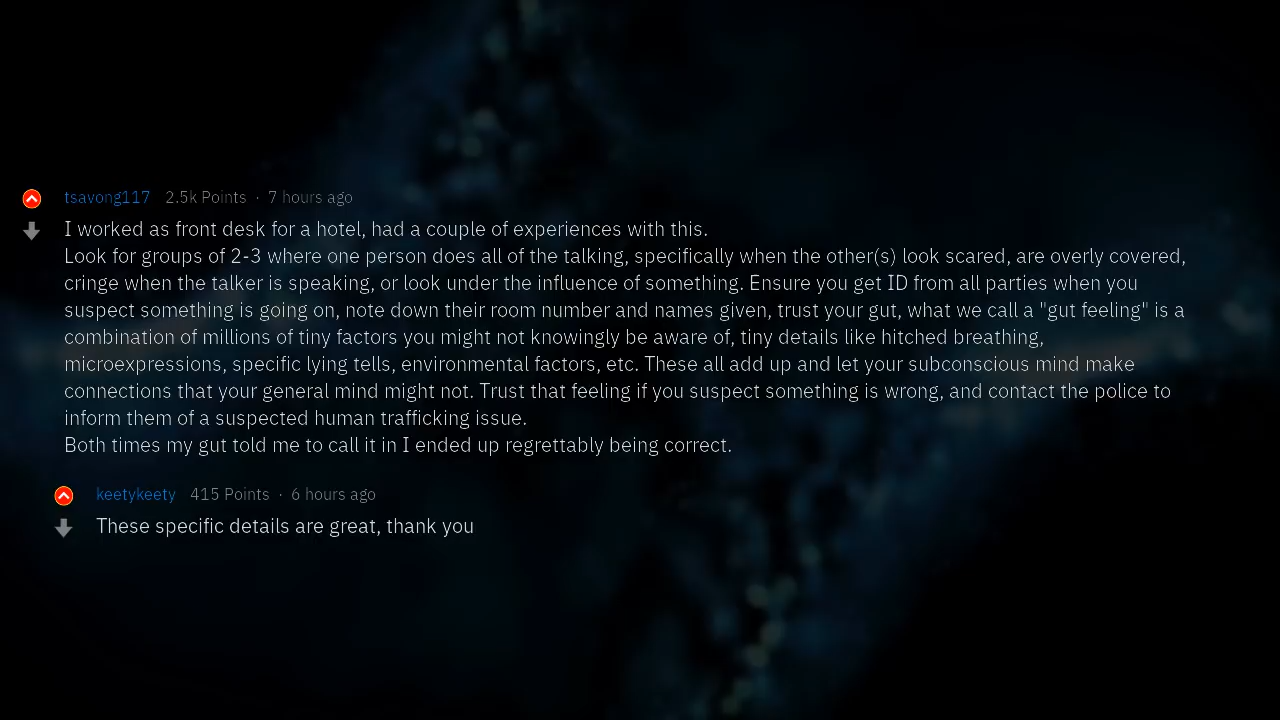 tsavong117 2.5k Points · 7 hours ago
I worked as front desk for a hotel, had a couple of experiences with this.
Look for groups of 2-3 where one person does all of the talking, specifically when the other(s) look scared, are overly covered,
cringe when the talker is speaking, or look under the influence of something. Ensure you get ID from all parties when you
suspect something is going on, note down their room number and names given, trust your gut, what we call a "gut feeling" is a
combination of millions of tiny factors you might not knowingly be aware of, tiny details like hitched breathing,
microexpressions, specific lying tells, environmental factors, etc. These all add up and let your subconscious mind make
connections that your general mind might not. Trust that feeling if you suspect something is wrong, and contact the police to
inform them of a suspected human trafficking issue.
Both times my gut told me to call it in I ended up regrettably being correct.
keetykeety 415 Points · 6 hours ago
These specific details are great, thank you